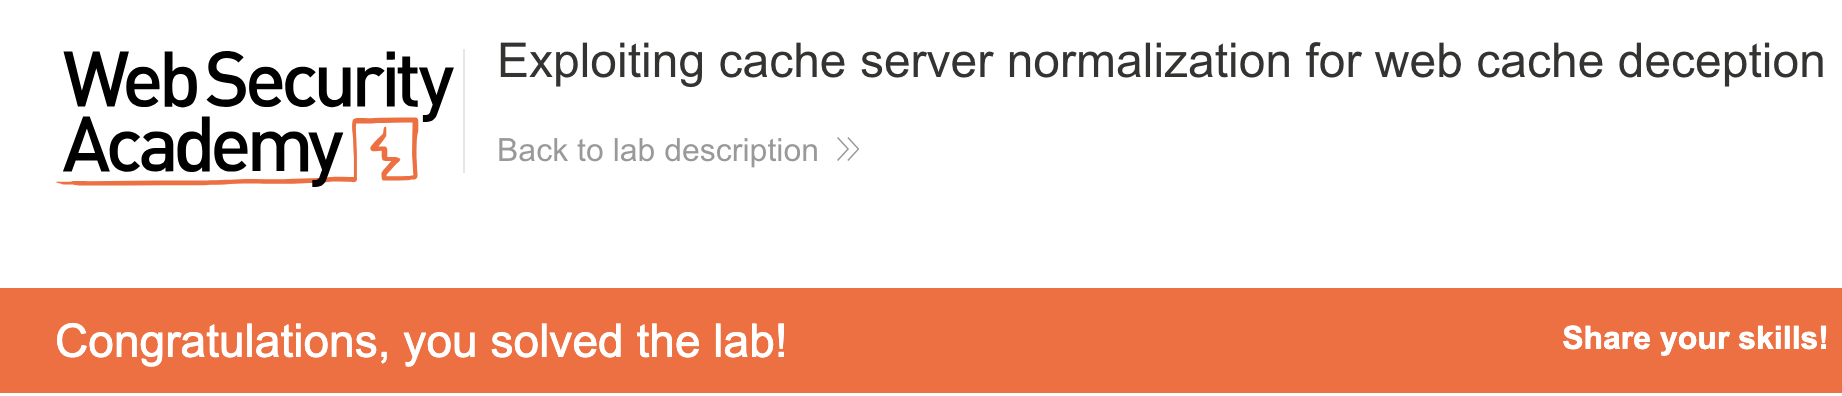 Web Security
Academy
Exploiting cache server normalization for web cache deception
Back to lab description
Congratulations, you solved the lab!
Share your skills!